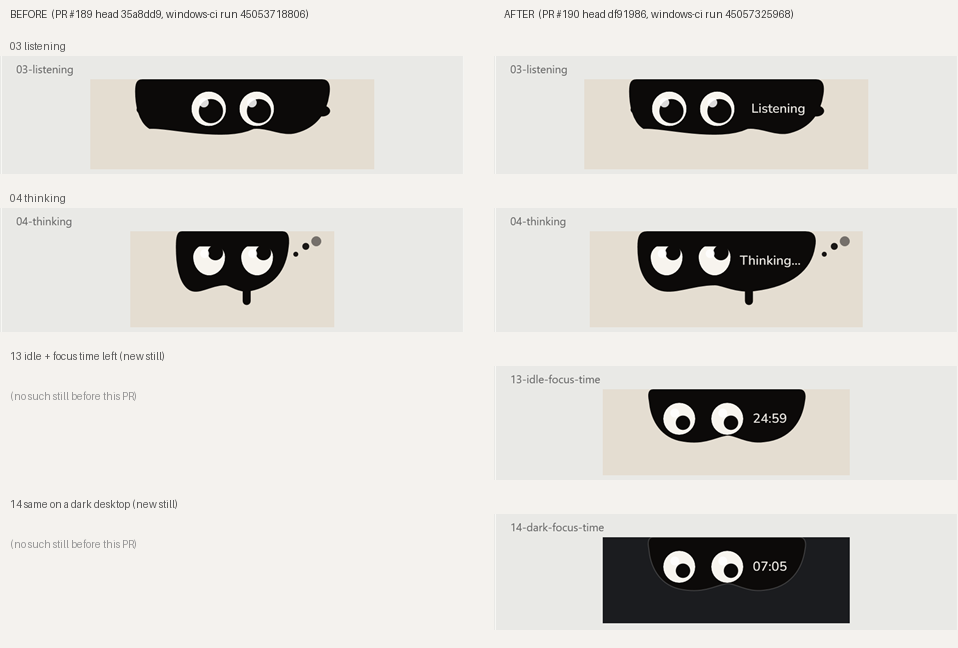 BEFORE (PR #189 head 35a8dd9, windows-ci run 45053718806)
AFTER (PR #190 head df91986, windows-ci run 45057325968)
03 listening
03-listening
03-listening
Listening
04 thinking
04-thinking
04-thinking
Thinking...
13 idle + focus time left (new still)
(no such still before this PR)
13-idle-focus-time
24:59
14 same on a dark desktop (new still)
(no such still before this PR)
14-dark-focus-time
07:05